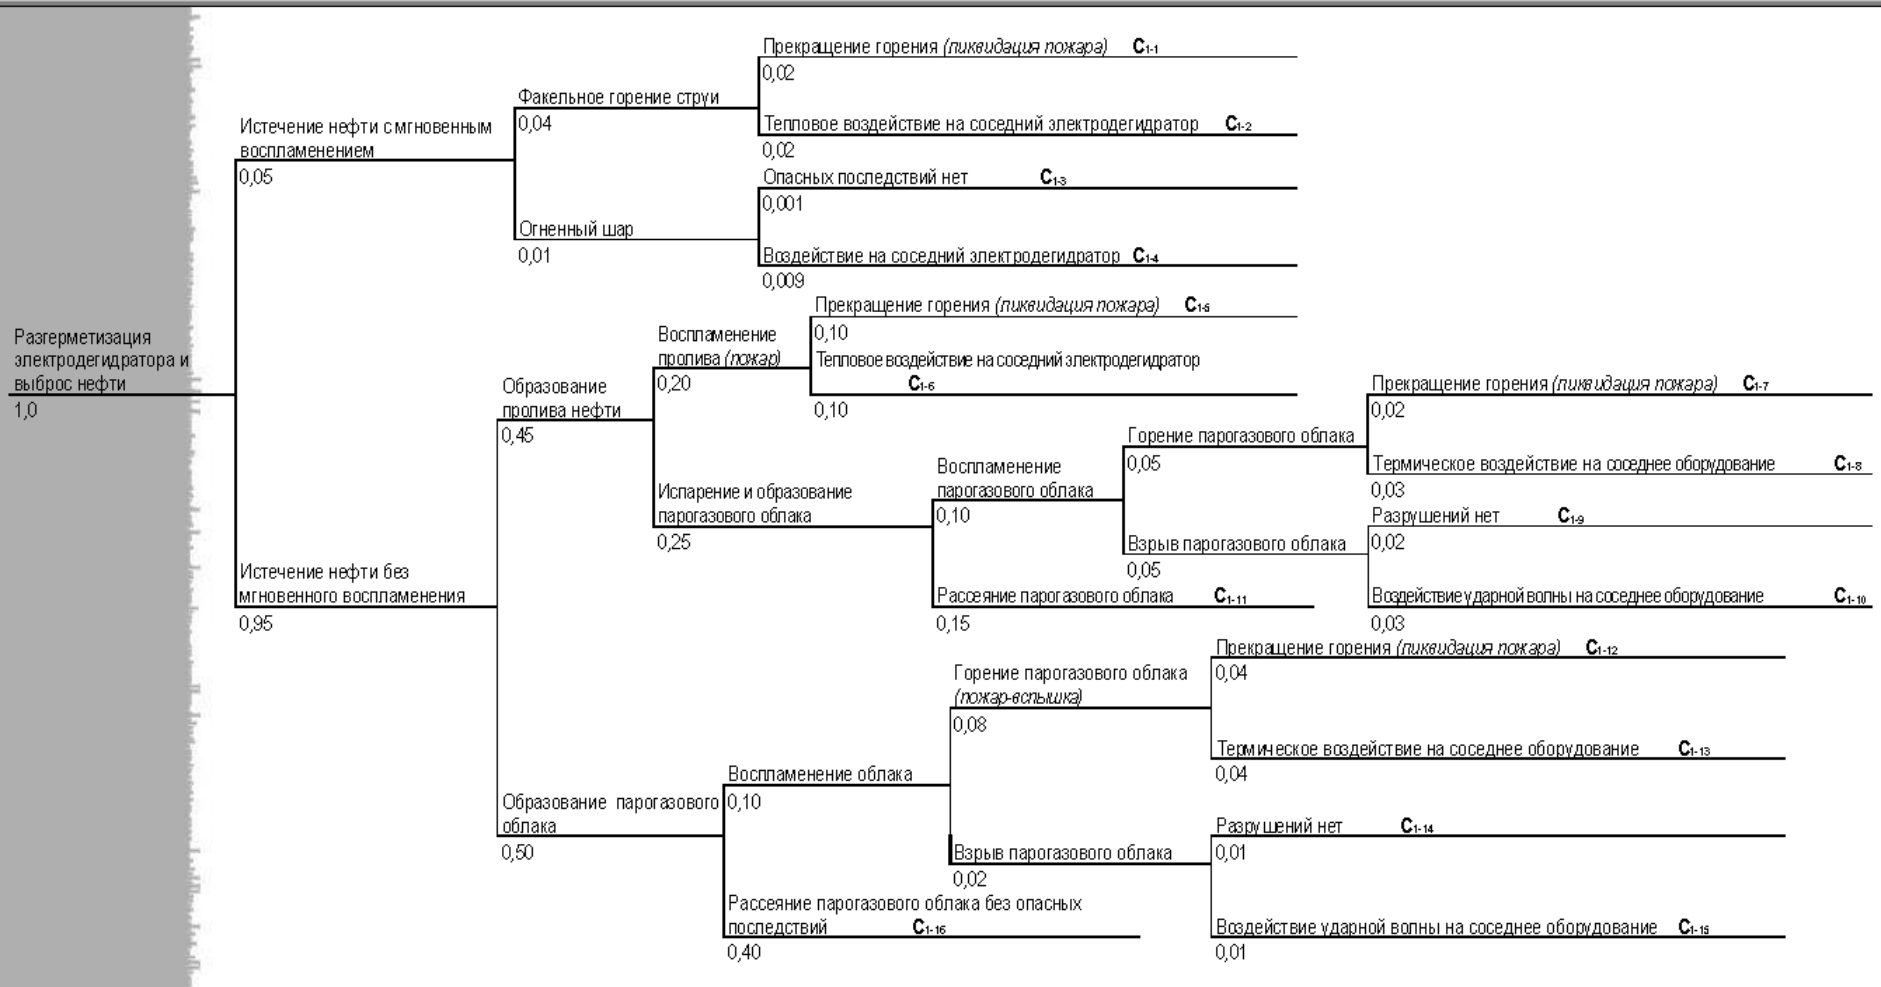 Прекращение горения (ликвидация пожара) С1-1
0,02
Факельное горение струи
0,04
Тепловое воздействие на соседний электродегидратор С1-2
0,02
Истечение нефти с мгновенным
воспламенением
0,05
Опасных последствий нет С1-3
0,001
Огненный шар
0,01
Воздействие на соседний электродегидратор С1-4
0,009
Разгерметизация
электродегидратора и
выброс нефти
1,0
Прекращение горения (ликвидация пожара) С1-5
0,10
Воспламенение
пролива (пожар)
0,20
Тепловое воздействие на соседний электродегидратор
С1-6
0,10
Образование
пролива нефти
0,45
Прекращение горения (ликвидация пожара) С1-7
0,02
Горение парогазового облака
0,05
Термическое воздействие на соседнее оборудование С1-8
0,03
Воспламенение
парогазового облака
0,10
Испарение и образование
парогазового облака
0,25
Разрушений нет С1-9
0,02
Взрыв парогазового облака
0,05
Воздействие ударной волны на соседнее оборудование С1-10
0,03
Рассеяние парогазового облака С1-11
0,15
Истечение нефти без
мгновенного воспламенения
0,95
Прекращение горения (ликвидация пожара) С1-12
0,04
Горение парогазового облака
(пожар-вспышка)
0,08
Термическое воздействие на соседнее оборудование С1-13
0,04
Воспламенение облака
0,10
Образование парогазового
облака
0,50
Разрушений нет С1-14
0,01
Взрыв парогазового облака
0,02
Воздействие ударной волны на соседнее оборудование С1-15
0,01
Рассеяние парогазового облака без опасных
последствий С1-16
0,40